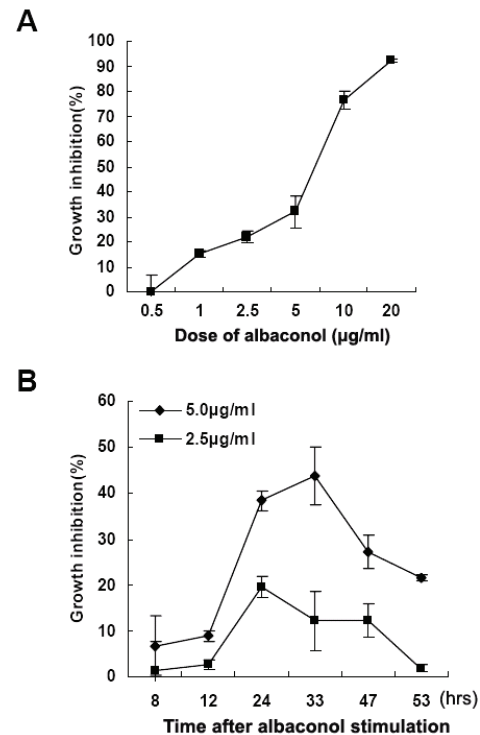 A
100
90
80
70
60
50
40
30
20
10
0
Growth inhibition(%)
0.5 1 2.5 5 10 20
Dose of albaconol (µg/ml)
B
60
50
40
30
20
10
0
Growth inhibition(%)
5.0µg/ml
2.5µg/ml
8 12 24 33 47 53 (hrs)
Time after albaconol stimulation